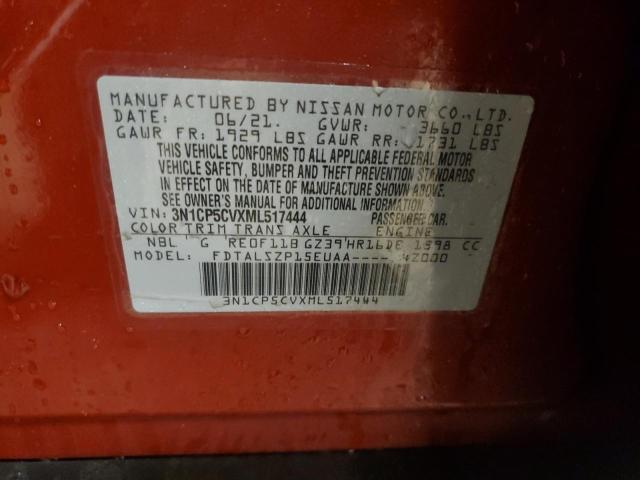 MANUFACTURED BY NISSAN MOTOR CO., LTD.
DATE: 06/21. GVWR: 3660 LBS
GAWR FR: 1929 LBS GAWR RR: 1731 LBS
THIS VEHICLE CONFORMS TO ALL APPLICABLE FEDERAL MOTOR
VEHICLE SAFETY, BUMPER AND THEFT PREVENTION STANDARDS
IN EFFECT ON THE DATE OF MANUFACTURE SHOWN ABOVE.
SEE OWNER'S MANUAL FOR ADDITIONAL INFORMATION
VIN: 3N1CP5CVXML517444 PASSENGER CAR.
COLOR TRIM TRANS AXLE ENGINE
NBL G RE0F11B GZ39 HR16DE 1598 CC
MODEL: FDTALSZP15EUAA---- 4Z000
3N1CP5CVXML517444